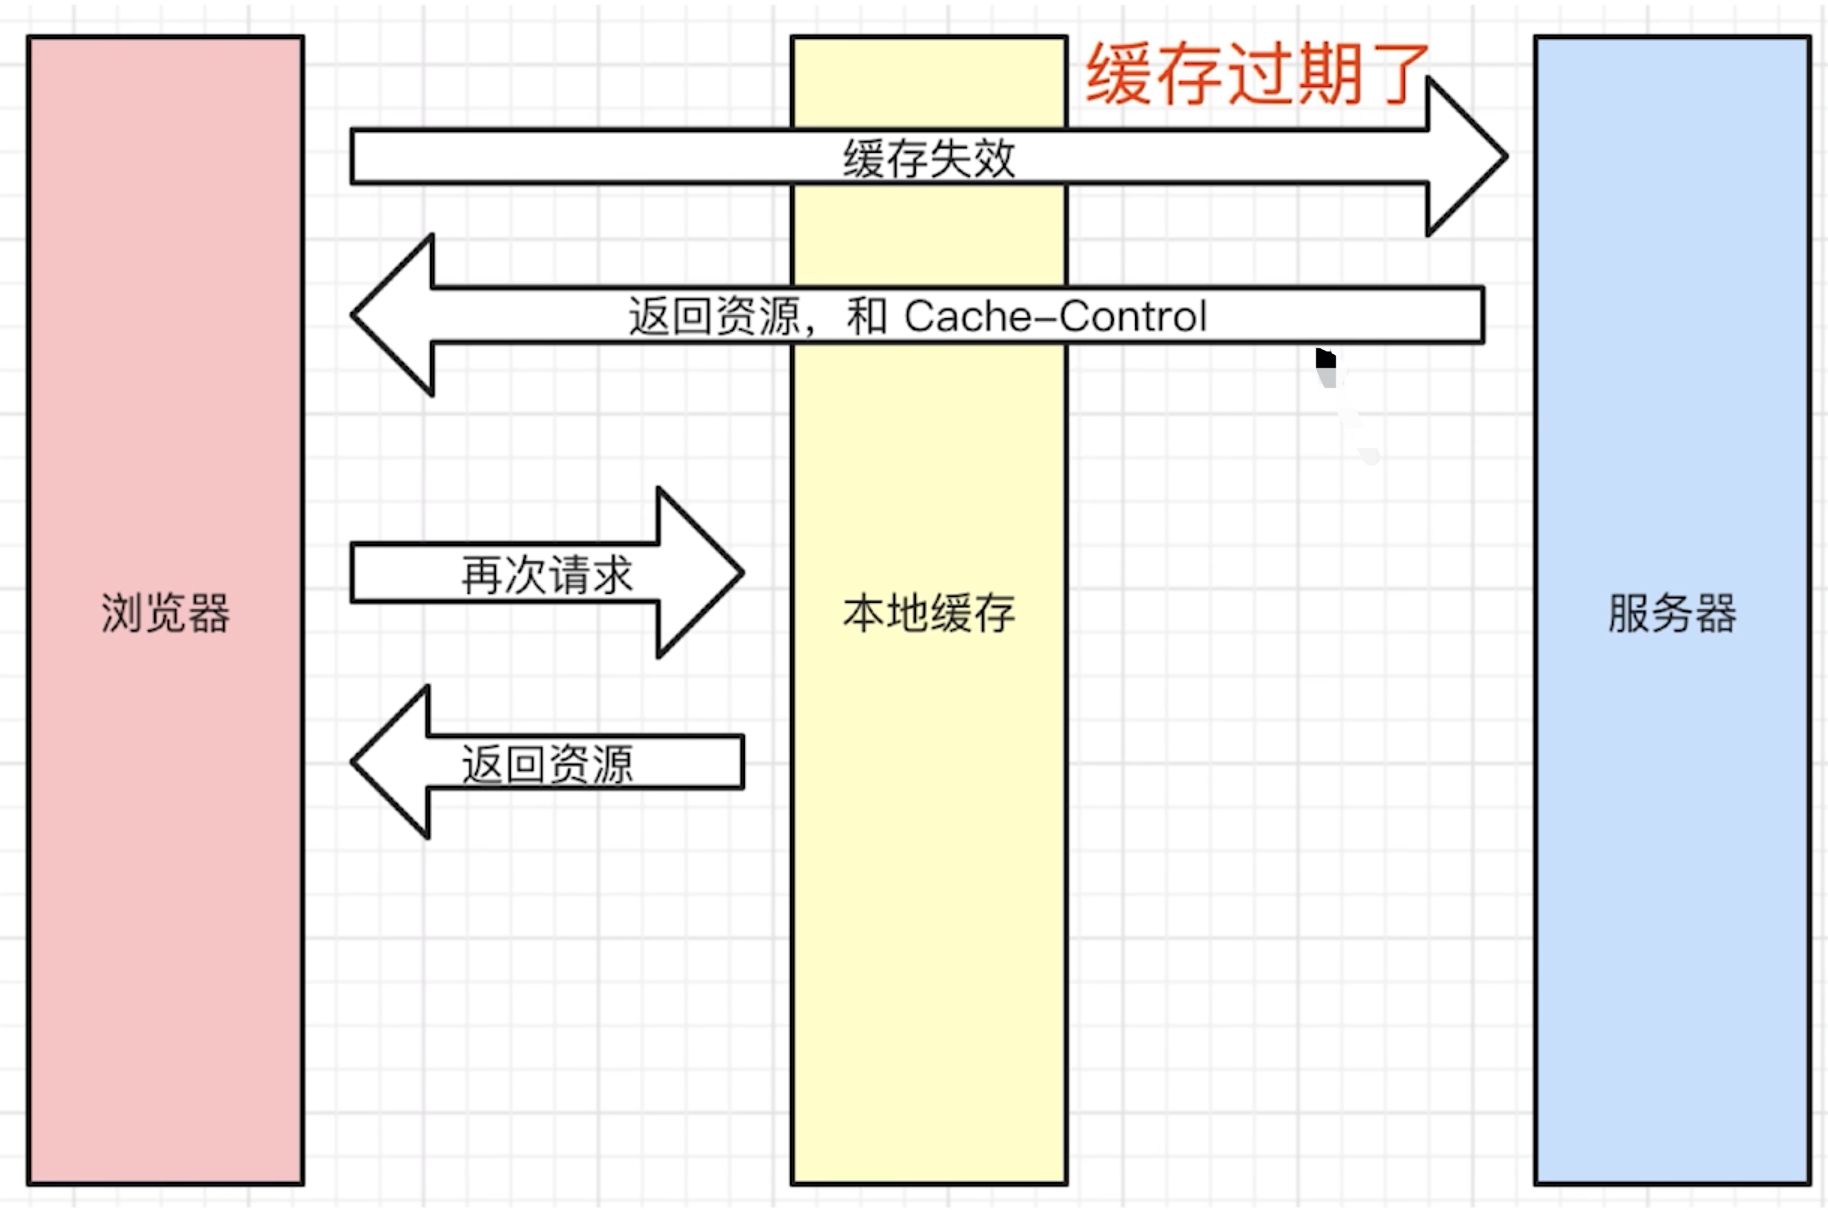 缓存过期了
缓存失效
返回资源，和 Cache-Control
再次请求
浏览器
本地缓存
服务器
返回资源